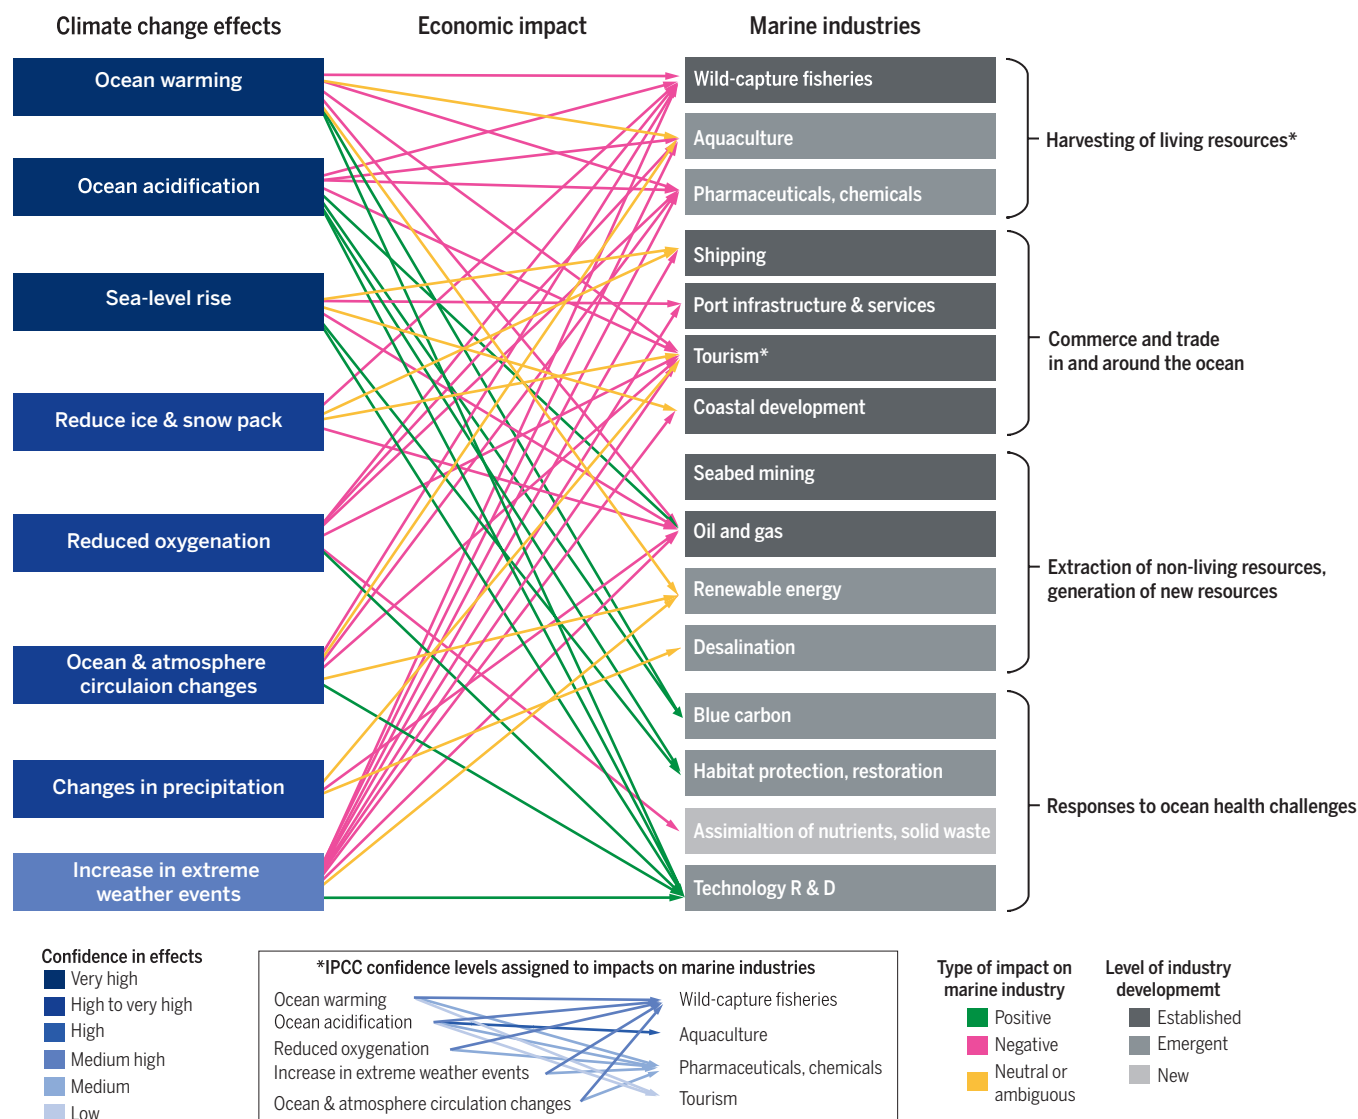 Climate change effects
Economic impact
Marine industries
Ocean warming
Ocean acidification
Sea-level rise
Reduce ice & snow pack
Reduced oxygenation
Ocean & atmosphere
circulaion changes
Changes in precipitation
Increase in extreme
weather events
Wild-capture fisheries
Aquaculture
Pharmaceuticals, chemicals
Shipping
Port infrastructure & services
Tourism*
Coastal development
Seabed mining
Oil and gas
Renewable energy
Desalination
Blue carbon
Habitat protection, restoration
Assimialtion of nutrients, solid waste
Technology R & D
Harvesting of living resources*
Commerce and trade
in and around the ocean
Extraction of non-living resources,
generation of new resources
Responses to ocean health challenges
Confidence in effects
Very high
High to very high
High
Medium high
Medium
Low
*IPCC confidence levels assigned to impacts on marine industries
Ocean warming
Ocean acidification
Reduced oxygenation
Increase in extreme weather events
Ocean & atmosphere circulation changes
Wild-capture fisheries
Aquaculture
Pharmaceuticals, chemicals
Tourism
Type of impact on
marine industry
Positive
Negative
Neutral or
ambiguous
Level of industry
developmemt
Established
Emergent
New